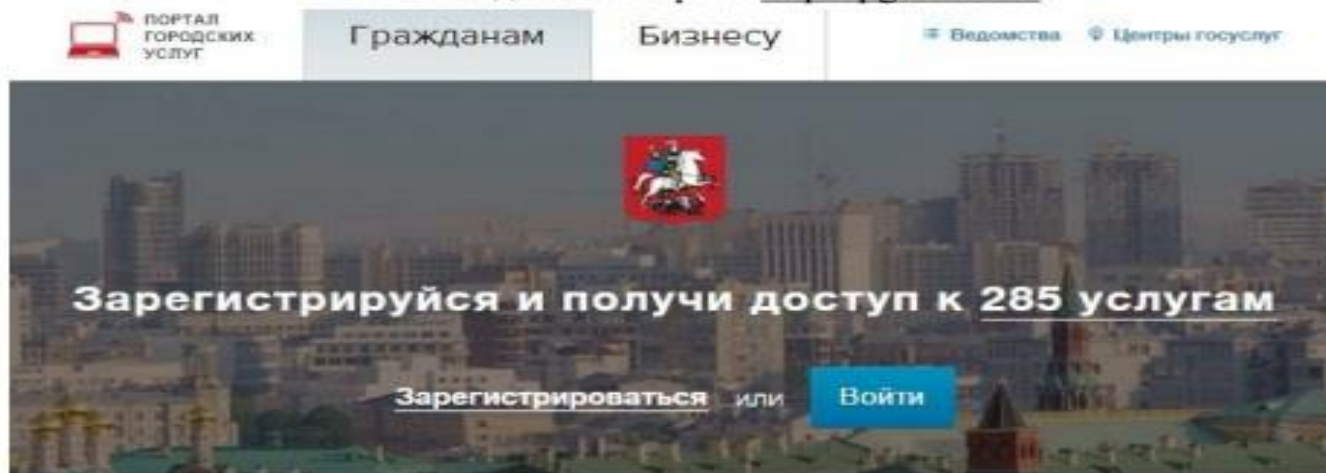 ПОРТАЛ
ГОРОДСКИХ
УСЛУГ
Гражданам
Бизнесу
Ведомства
Центры госуслуг
Зарегистрируйся и получи доступ к 285 услугам
Зарегистрироваться или Войти